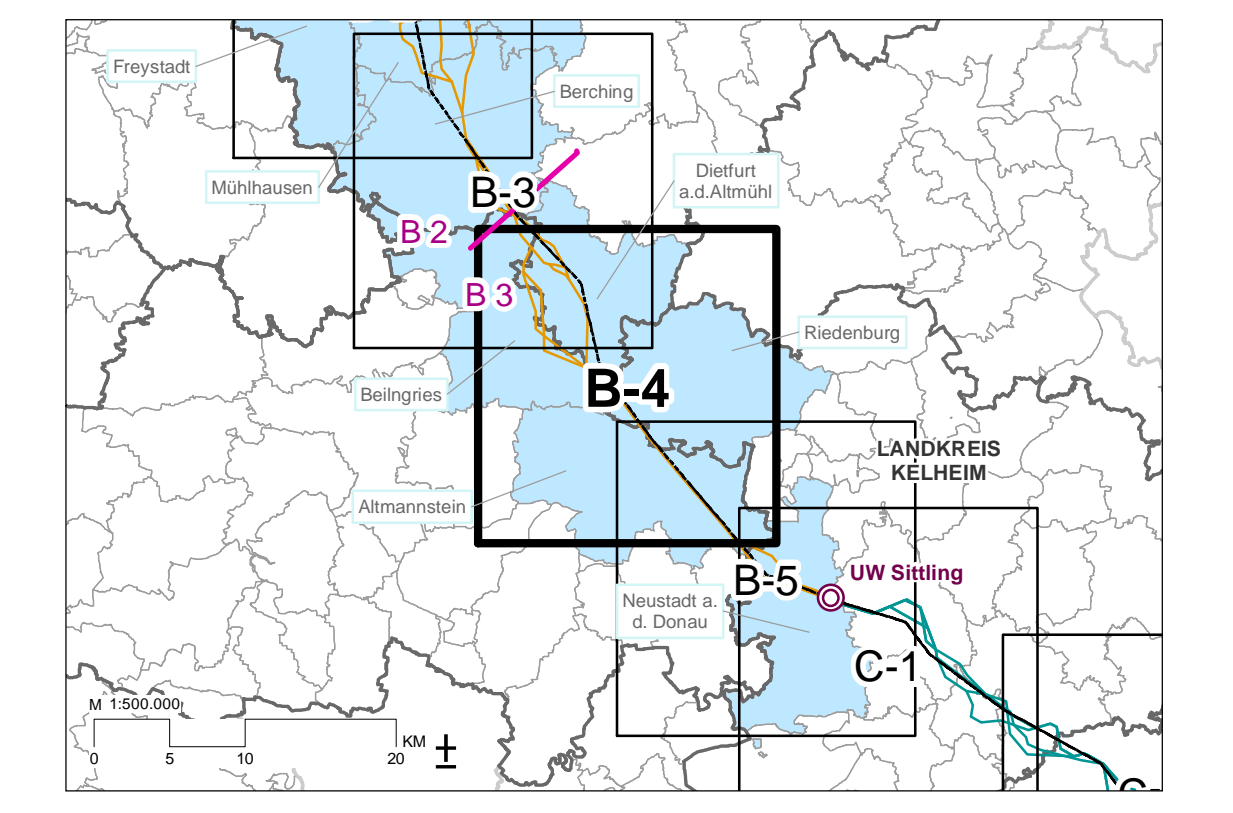 Freystadt
Berching
Mühlhausen
Dietfurt
a.d.Altmühl
B-3
B 2
B 3
Riedenburg
B-4
Beilngries
LANDKREIS
KELHEIM
Altmannstein
UW Sittling
B-5
Neustadt a.
d. Donau
C-1
M 1:500.000
KM
0 5 10 20